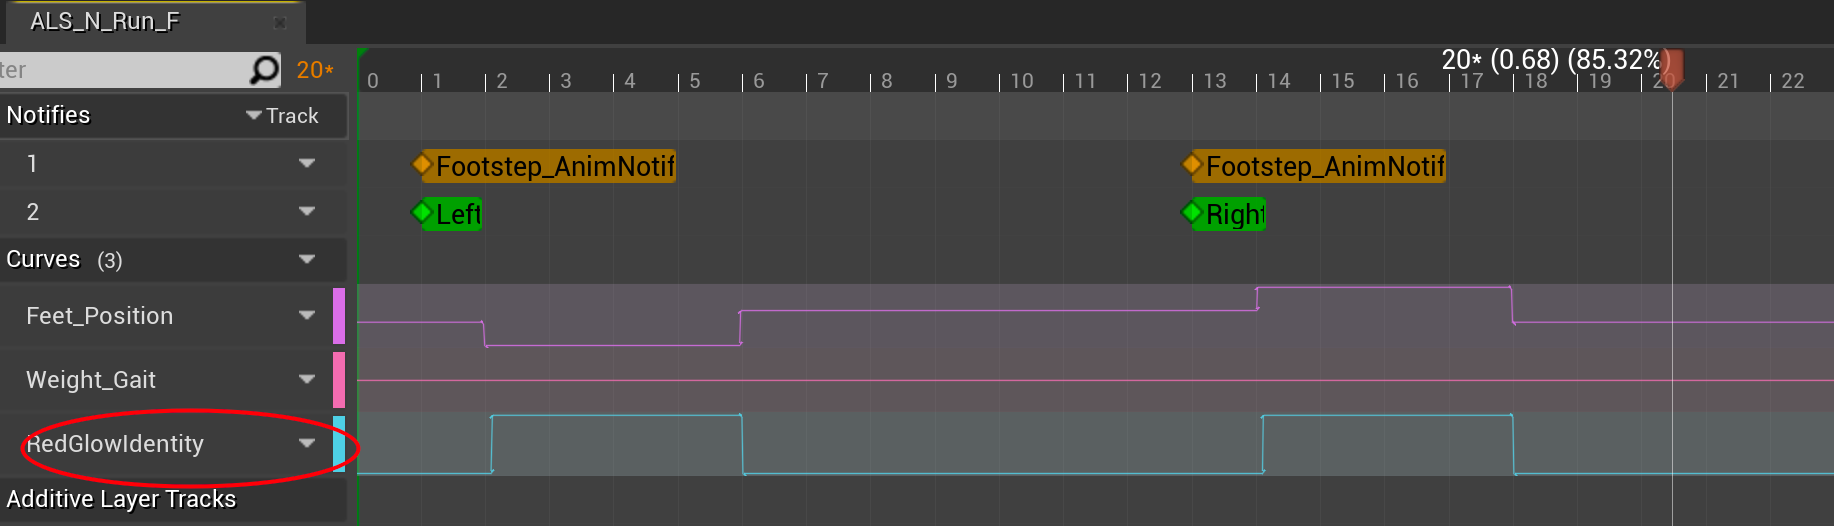 ALS_N_Run_F
ter 20* 20* (0.68) (85.32%)
0 1 2 3 4 5 6 7 8 9 10 11 12 13 14 15 16 17 18 19 20 21 22
Notifies Track
1 Footstep_AnimNotif Footstep_AnimNotif
2 Left Right
Curves (3)
Feet_Position
Weight_Gait
RedGlowIdentity
Additive Layer Tracks